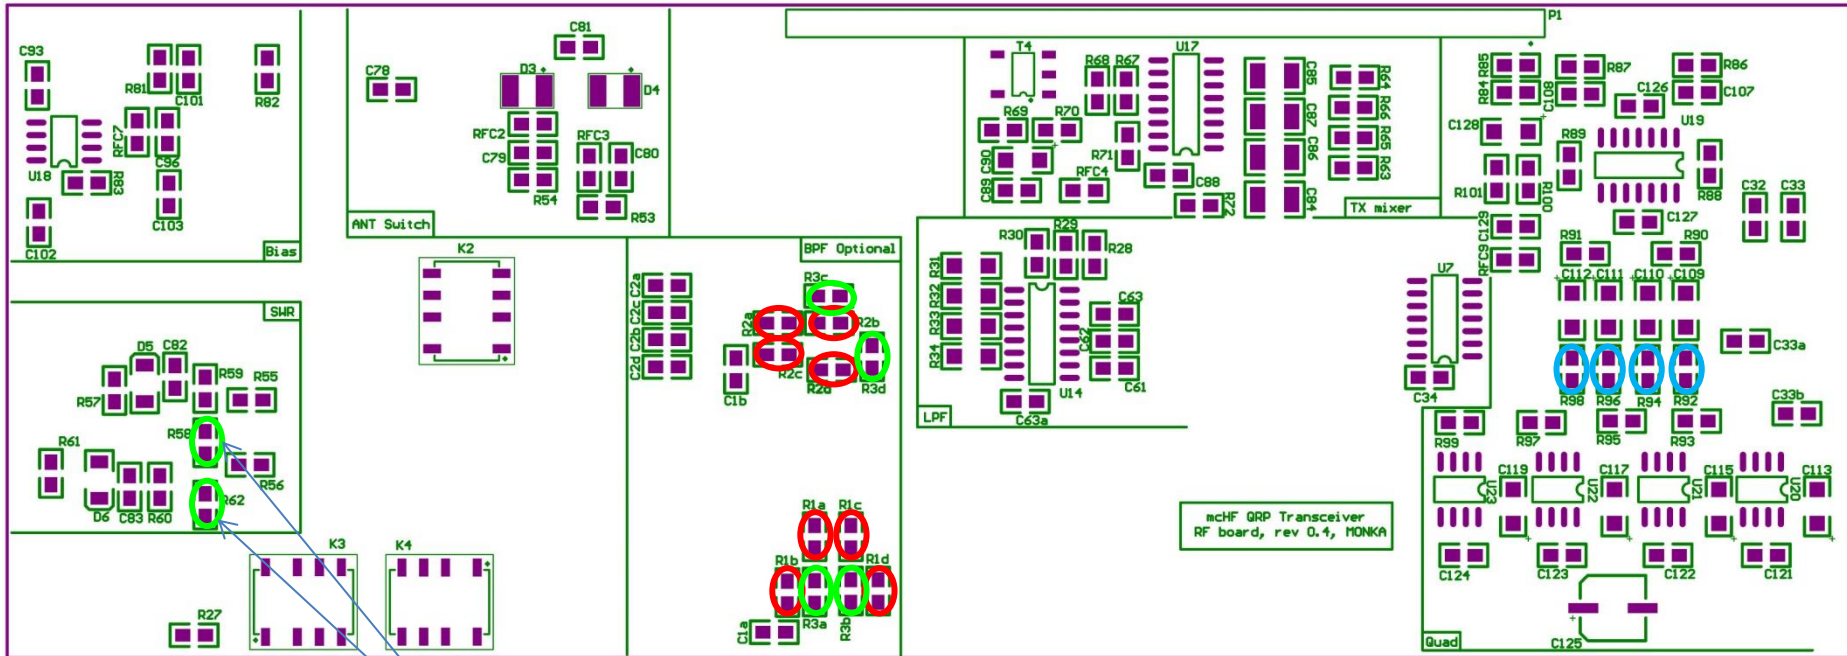 C93
R81
C101
R82
RFC7
C96
U18
R83
C103
C102
Bias
C78
C81
D3
D4
RFC2
C79
R54
RFC3
C80
R53
ANT Switch
K2
SWR
D5
C82
R59
R55
R57
R58
R61
R56
R62
D6
C83
R60
K3
K4
R27
BPF Optional
C2a
C2c
C2b
C2d
R3c
R2a
R2b
R2c
R2d
R3d
C1b
R1a
R1c
R1b
R1d
R3a
R3b
C1a
P1
T4
R68
R67
U17
R69
R70
C90
R71
C89
RFC4
C88
R72
C85
C87
C86
C84
R64
R66
R65
R63
TX mixer
R30
R29
R28
R31
R32
R33
R34
C63
C62
C61
U14
C63a
LPF
U7
C34
mcHF QRP Transceiver
RF board, rev 0.4, M0NKA
R85
R84
C108
R87
R86
C126
C107
C128
U19
R89
R88
R101
R100
C32
C33
C129
C127
RFC9
R91
R90
C112
C111
C110
C109
C33a
R98
R96
R94
R92
C33b
R99
R97
R95
R93
C119
C117
C115
C113
U23
U22
U21
U20
C124
C123
C122
C121
C125
Quad